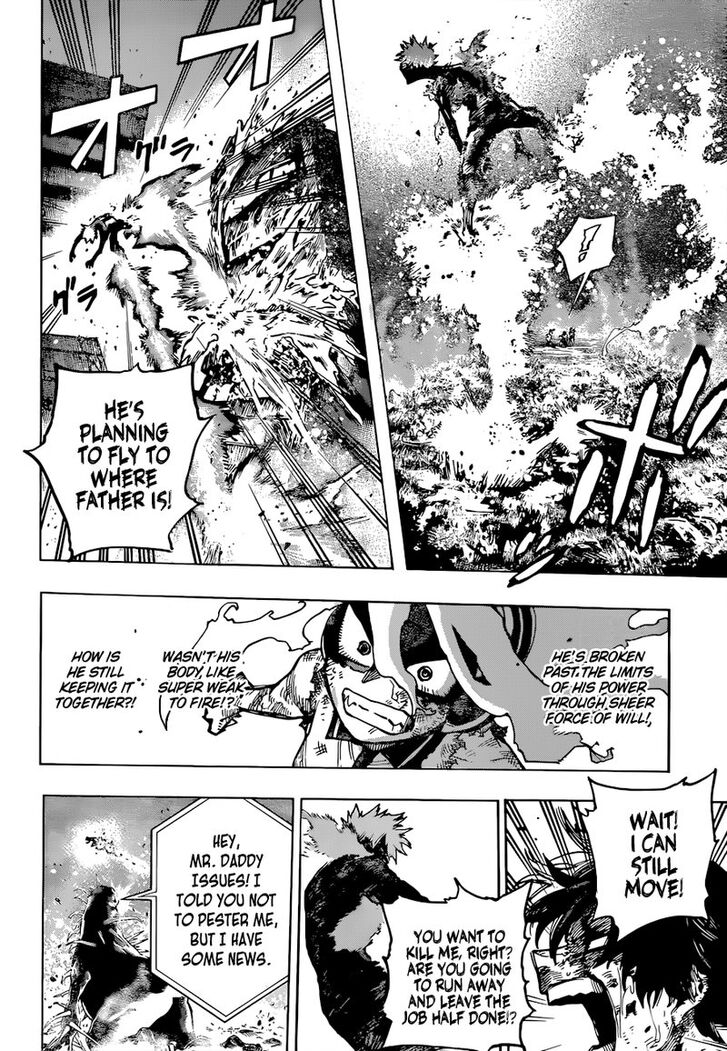 !
ボオオ
グググ
HE'S
PLANNING
TO FLY TO
WHERE
FATHER IS!
HE'S BROKEN
PAST THE LIMITS
OF HIS POWER
THROUGH SHEER
FORCE OF WILL!,
WASN'T HIS
BODY, LIKE
SUPER WEAK
TO FIRE!?
HOW IS
HE STILL
KEEPING IT
TOGETHER?!
WAIT!
I CAN
STILL
MOVE!
YOU WANT TO
KILL ME, RIGHT?
ARE YOU GOING
TO RUN AWAY
AND LEAVE THE
JOB HALF DONE!?
HEY,
MR. DADDY
ISSUES! I
TOLD YOU NOT
TO PESTER ME,
BUT I HAVE
SOME NEWS.